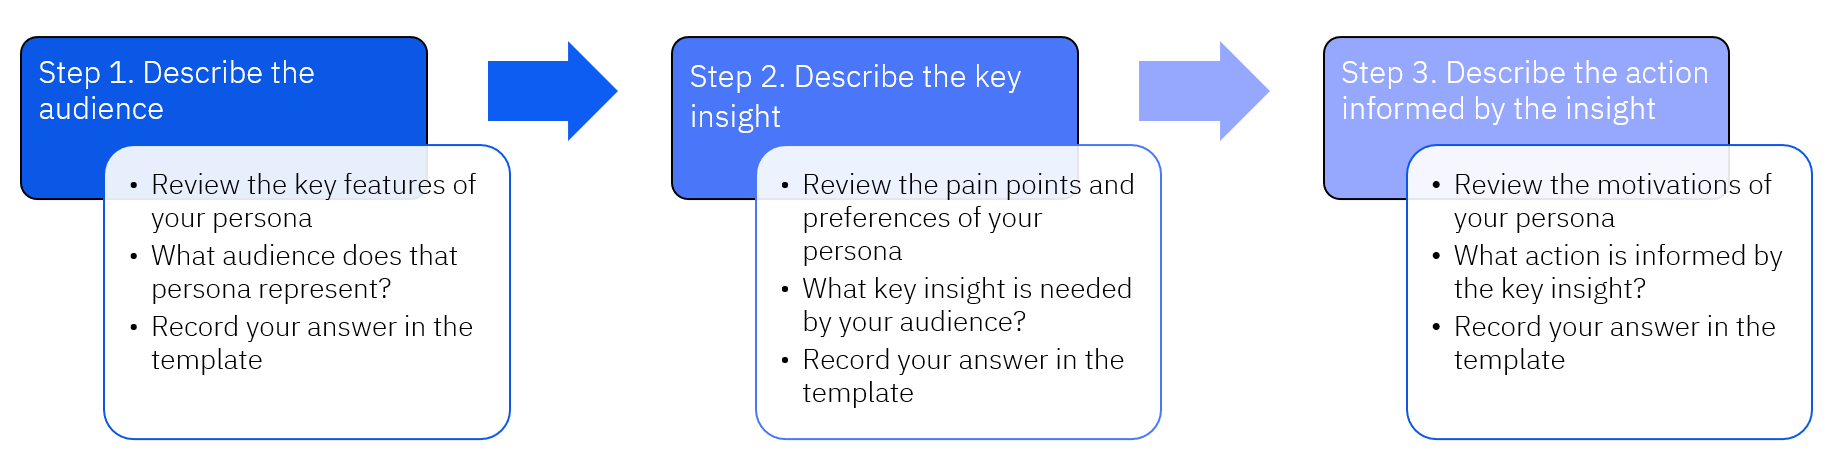 Step 1. Describe the
audience
• Review the key features of
your persona
• What audience does that
persona represent?
• Record your answer in the
template
Step 2. Describe the key
insight
• Review the pain points and
preferences of your
persona
• What key insight is needed
by your audience?
• Record your answer in the
template
Step 3. Describe the action
informed by the insight
• Review the motivations of
your persona
• What action is informed by
the key insight?
• Record your answer in the
template